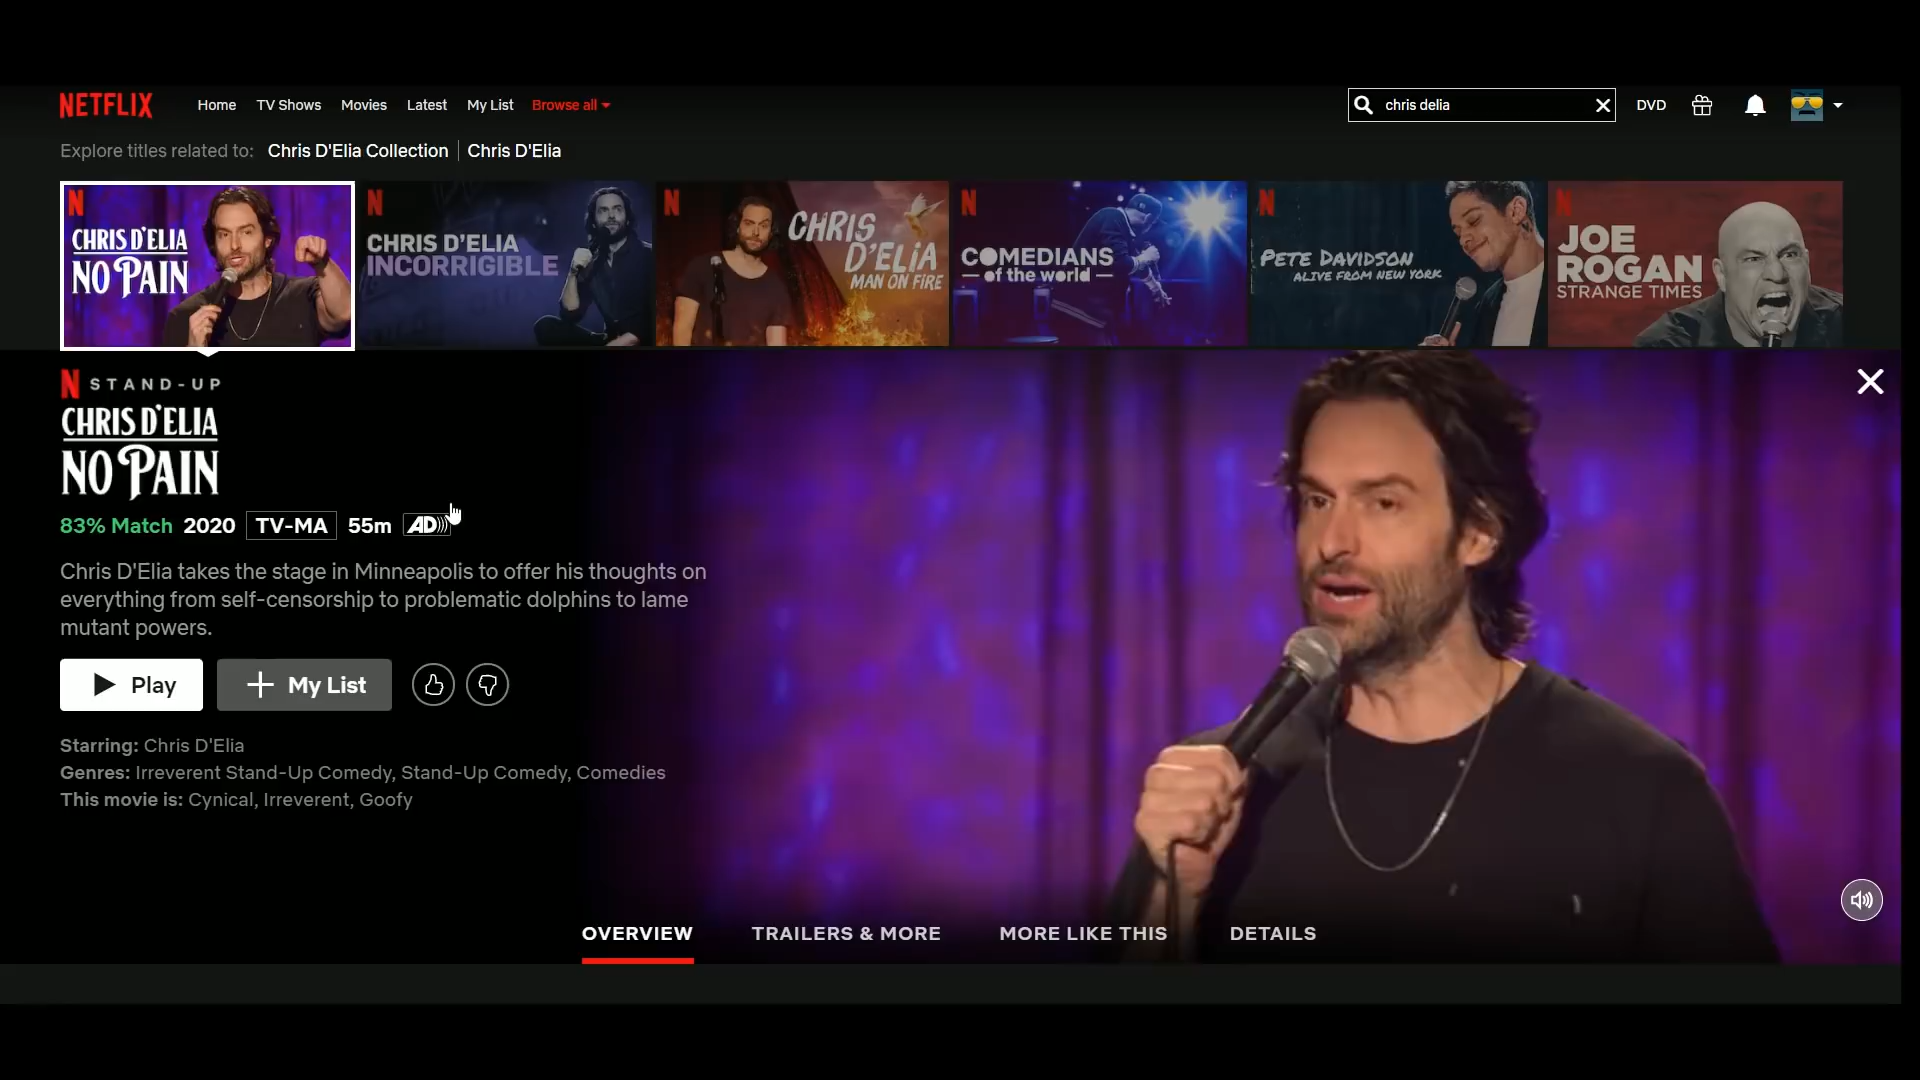 NETFLIX Home TV Shows Movies Latest My List Browse all chris delia DVD
Explore titles related to: Chris D'Elia Collection Chris D'Elia
N
CHRIS D'ELIA
NO PAIN
N
CHRIS D'ELIA
INCORRIGIBLE
N
CHRIS
D'ELIA
MAN ON FIRE
N
COMEDIANS
of the world
N
PETE DAVIDSON
ALIVE FROM NEW YORK
N
JOE
ROGAN
STRANGE TIMES
N STAND-UP
CHRIS D'ELIA
NO PAIN
83% Match 2020 TV-MA 55m AD)))
Chris D'Elia takes the stage in Minneapolis to offer his thoughts on
everything from self-censorship to problematic dolphins to lame
mutant powers.
Play My List
Starring: Chris D'Elia
Genres: Irreverent Stand-Up Comedy, Stand-Up Comedy, Comedies
This movie is: Cynical, Irreverent, Goofy
OVERVIEW TRAILERS & MORE MORE LIKE THIS DETAILS